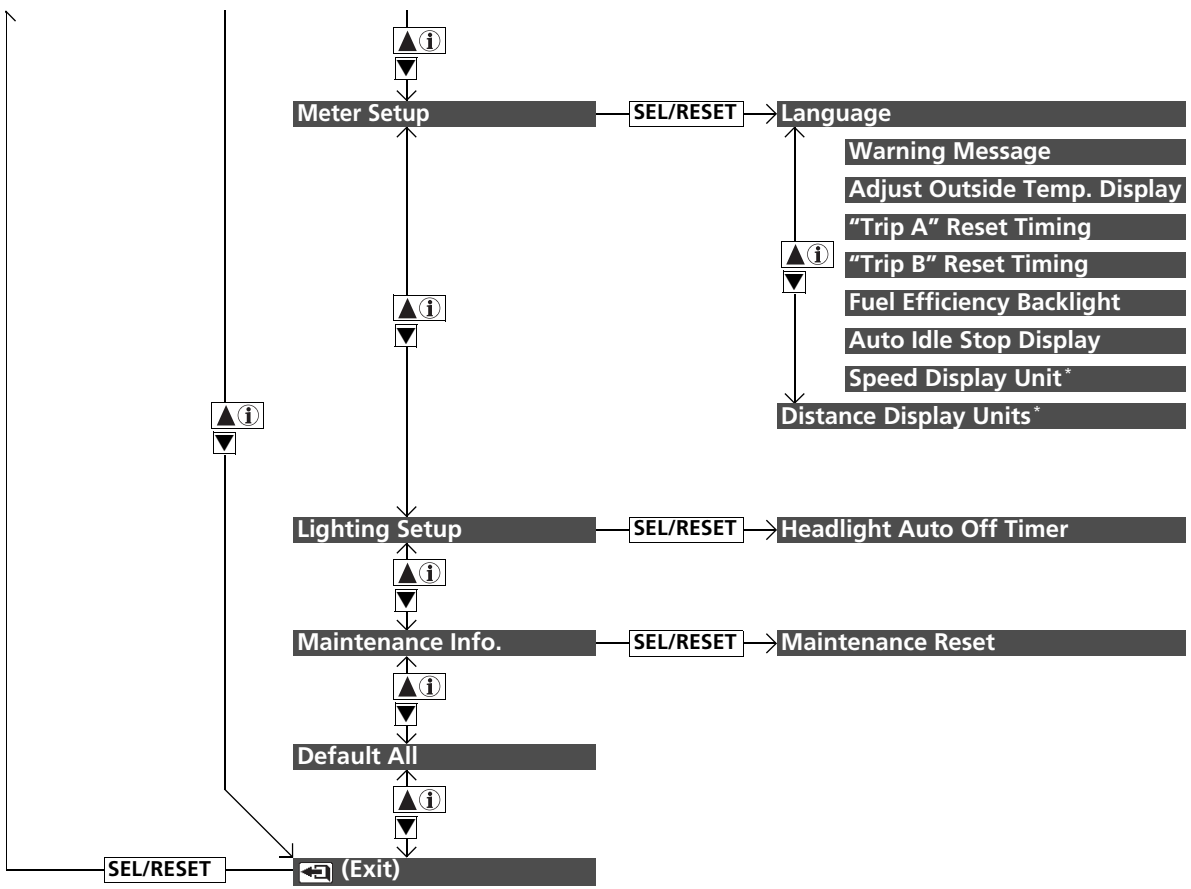 ▲ⓘ
▼
Meter Setup
SEL/RESET
Language
Warning Message
Adjust Outside Temp. Display
“Trip A” Reset Timing
▲ⓘ
▼
“Trip B” Reset Timing
Fuel Efficiency Backlight
▲ⓘ
▼
Auto Idle Stop Display
Speed Display Unit*
Distance Display Units*
▲ⓘ
▼
Lighting Setup
SEL/RESET
Headlight Auto Off Timer
▲ⓘ
▼
Maintenance Info.
SEL/RESET
Maintenance Reset
▲ⓘ
▼
Default All
▲ⓘ
▼
SEL/RESET
(Exit)